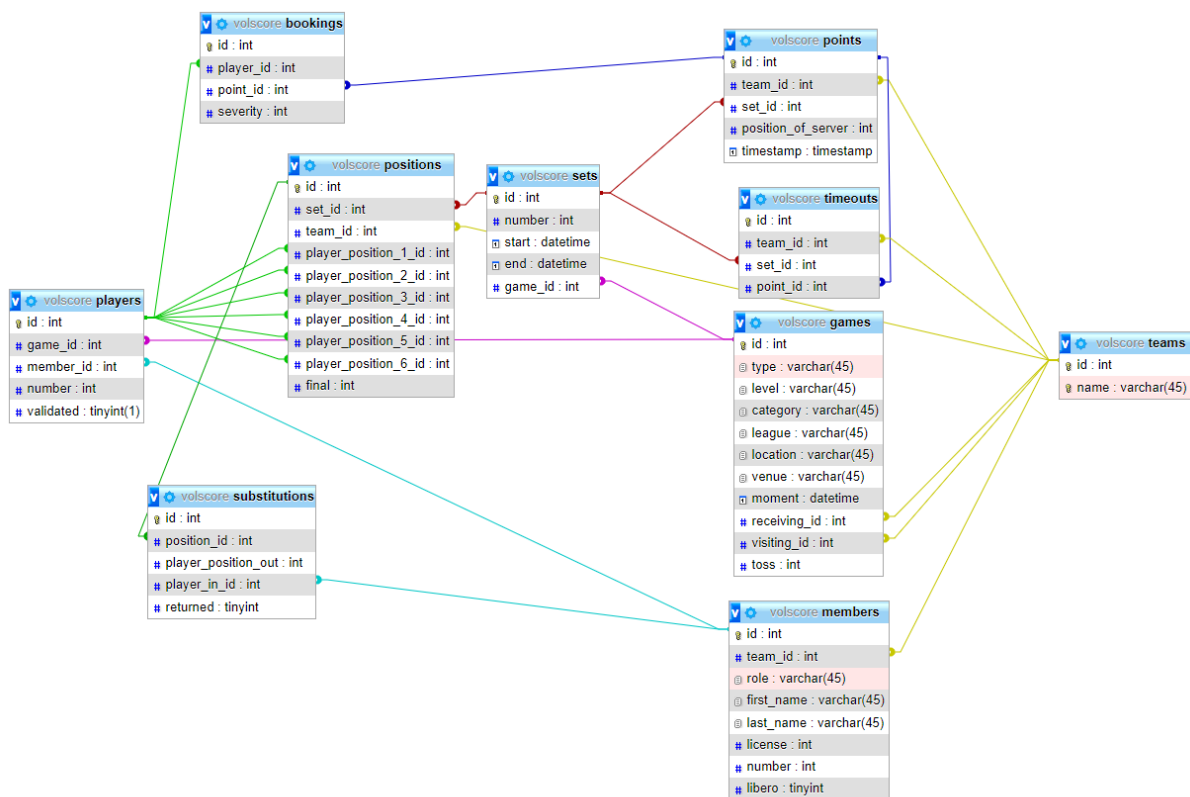 volscore bookings
id : int
player_id : int
point_id : int
severity : int
volscore points
id : int
team_id : int
set_id : int
position_of_server : int
timestamp : timestamp
volscore positions
id : int
set_id : int
team_id : int
player_position_1_id : int
player_position_2_id : int
player_position_3_id : int
player_position_4_id : int
player_position_5_id : int
player_position_6_id : int
final : int
volscore sets
id : int
number : int
start : datetime
end : datetime
game_id : int
volscore timeouts
id : int
team_id : int
set_id : int
point_id : int
volscore players
id : int
game_id : int
member_id : int
number : int
validated : tinyint(1)
volscore games
id : int
type : varchar(45)
level : varchar(45)
category : varchar(45)
league : varchar(45)
location : varchar(45)
venue : varchar(45)
moment : datetime
receiving_id : int
visiting_id : int
toss : int
volscore teams
id : int
name : varchar(45)
volscore substitutions
id : int
position_id : int
player_position_out : int
player_in_id : int
returned : tinyint
volscore members
id : int
team_id : int
role : varchar(45)
first_name : varchar(45)
last_name : varchar(45)
license : int
number : int
libero : tinyint